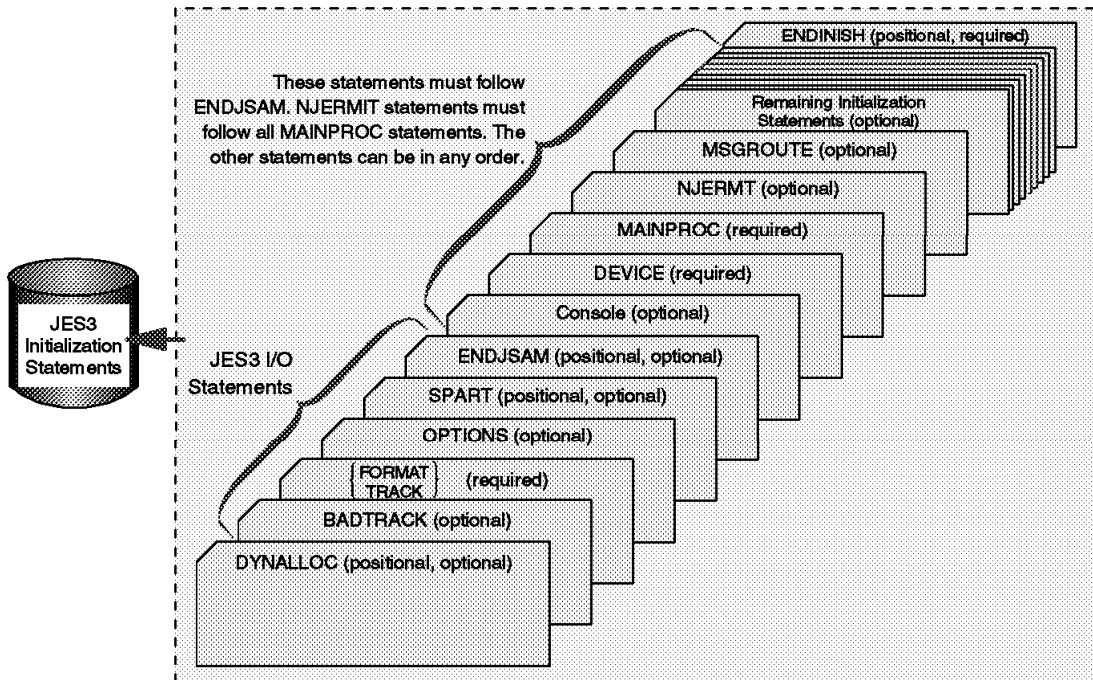 ENDINISH (positional, required)
These statements must follow
ENDJSAM. NJERMIT statements must
follow all MAINPROC statements. The
other statements can be in any order.
Remaining Initialization
Statements (optional)
MSGROUTE (optional)
NJERMT (optional)
MAINPROC (required)
DEVICE (required)
Console (optional)
JES3
Initialization
Statements
JES3 I/O
Statements
ENDJSAM (positional, optional)
SPART (positional, optional)
OPTIONS (optional)
{FORMAT
TRACK} (required)
BADTRACK (optional)
DYNALLOC (positional, optional)